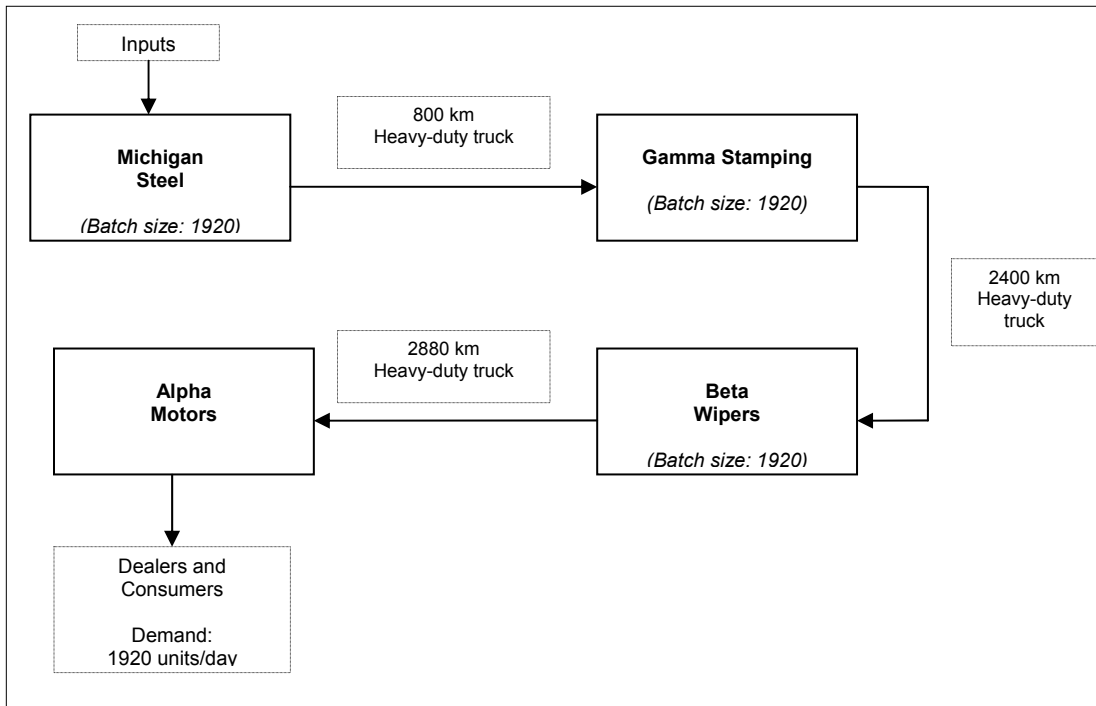 Inputs
800 km
Heavy-duty truck
Michigan
Steel
(Batch size: 1920)
Gamma Stamping
(Batch size: 1920)
2400 km
Heavy-duty
truck
2880 km
Heavy-duty truck
Alpha
Motors
Beta
Wipers
(Batch size: 1920)
Dealers and
Consumers
Demand:
1920 units/day